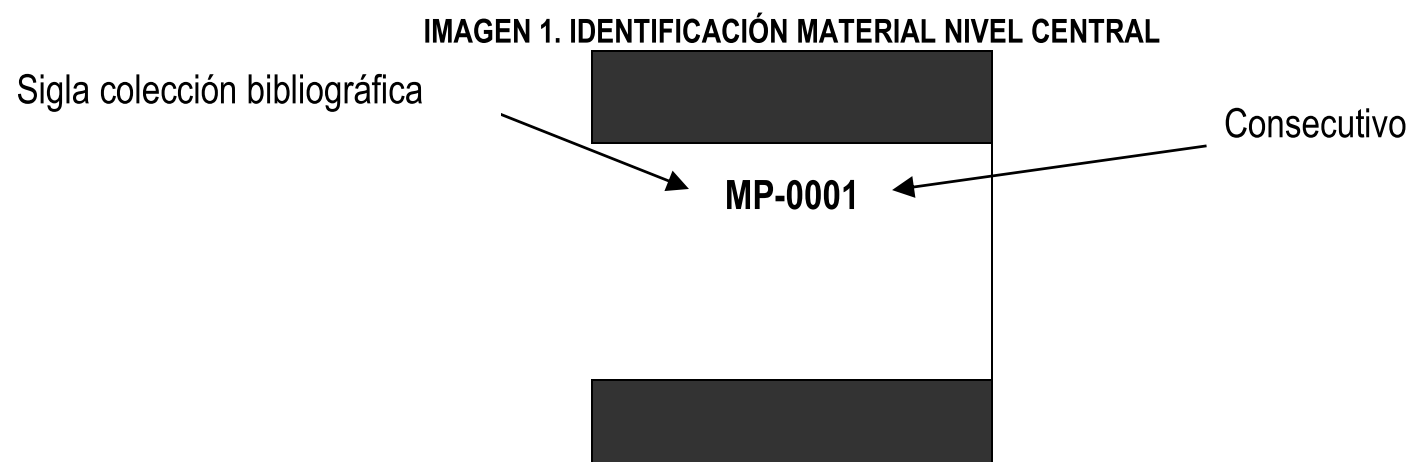 IMAGEN 1. IDENTIFICACIÓN MATERIAL NIVEL CENTRAL
Sigla colección bibliográfica
Consecutivo
MP-0001